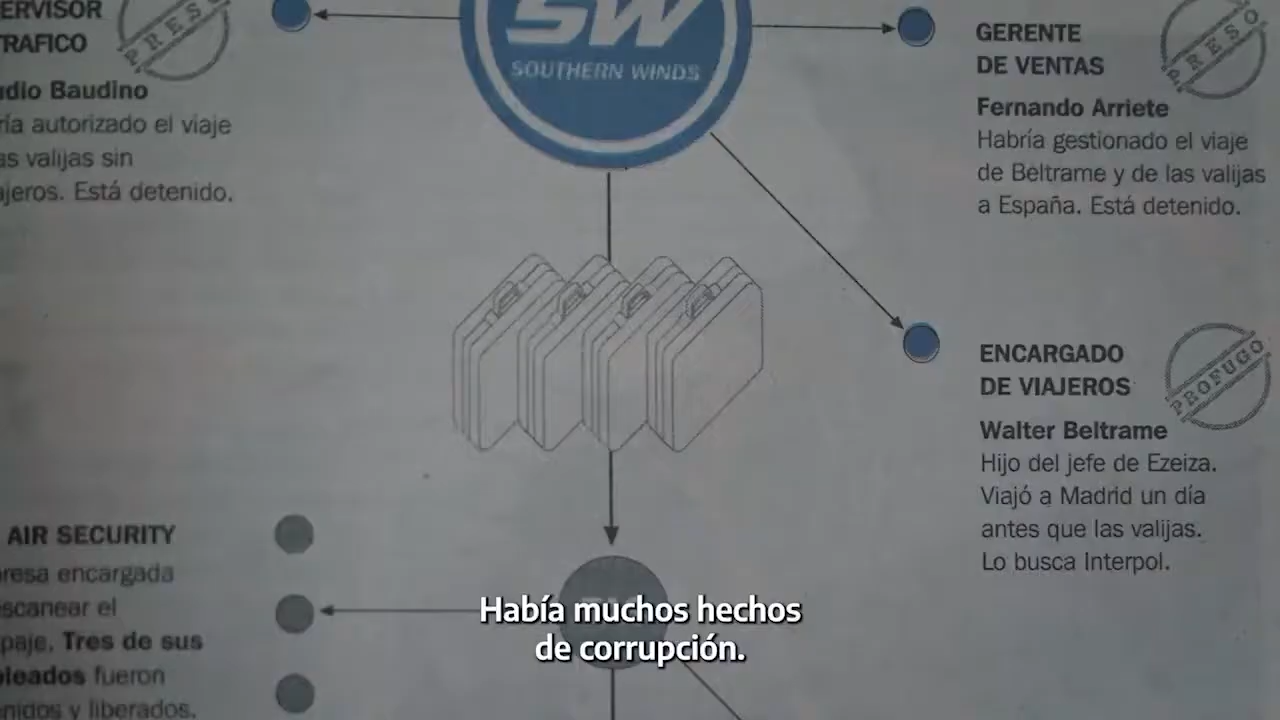 ERVISOR
TRAFICO
PRESO
udio Baudino
ría autorizado el viaje
as valijas sin
ajeros. Está detenido.
SW
SOUTHERN WINDS
GERENTE
DE VENTAS
PRESO
Fernando Arriete
Habría gestionado el viaje
de Beltrame y de las valijas
a España. Está detenido.
ENCARGADO
DE VIAJEROS
PROFUGO
Walter Beltrame
Hijo del jefe de Ezeiza.
Viajó a Madrid un día
antes que las valijas.
Lo busca Interpol.
AIR SECURITY
resa encargada
scanear el
paje. Tres de sus
pleados fueron
enidos y liberados.
Había muchos hechos
de corrupción.